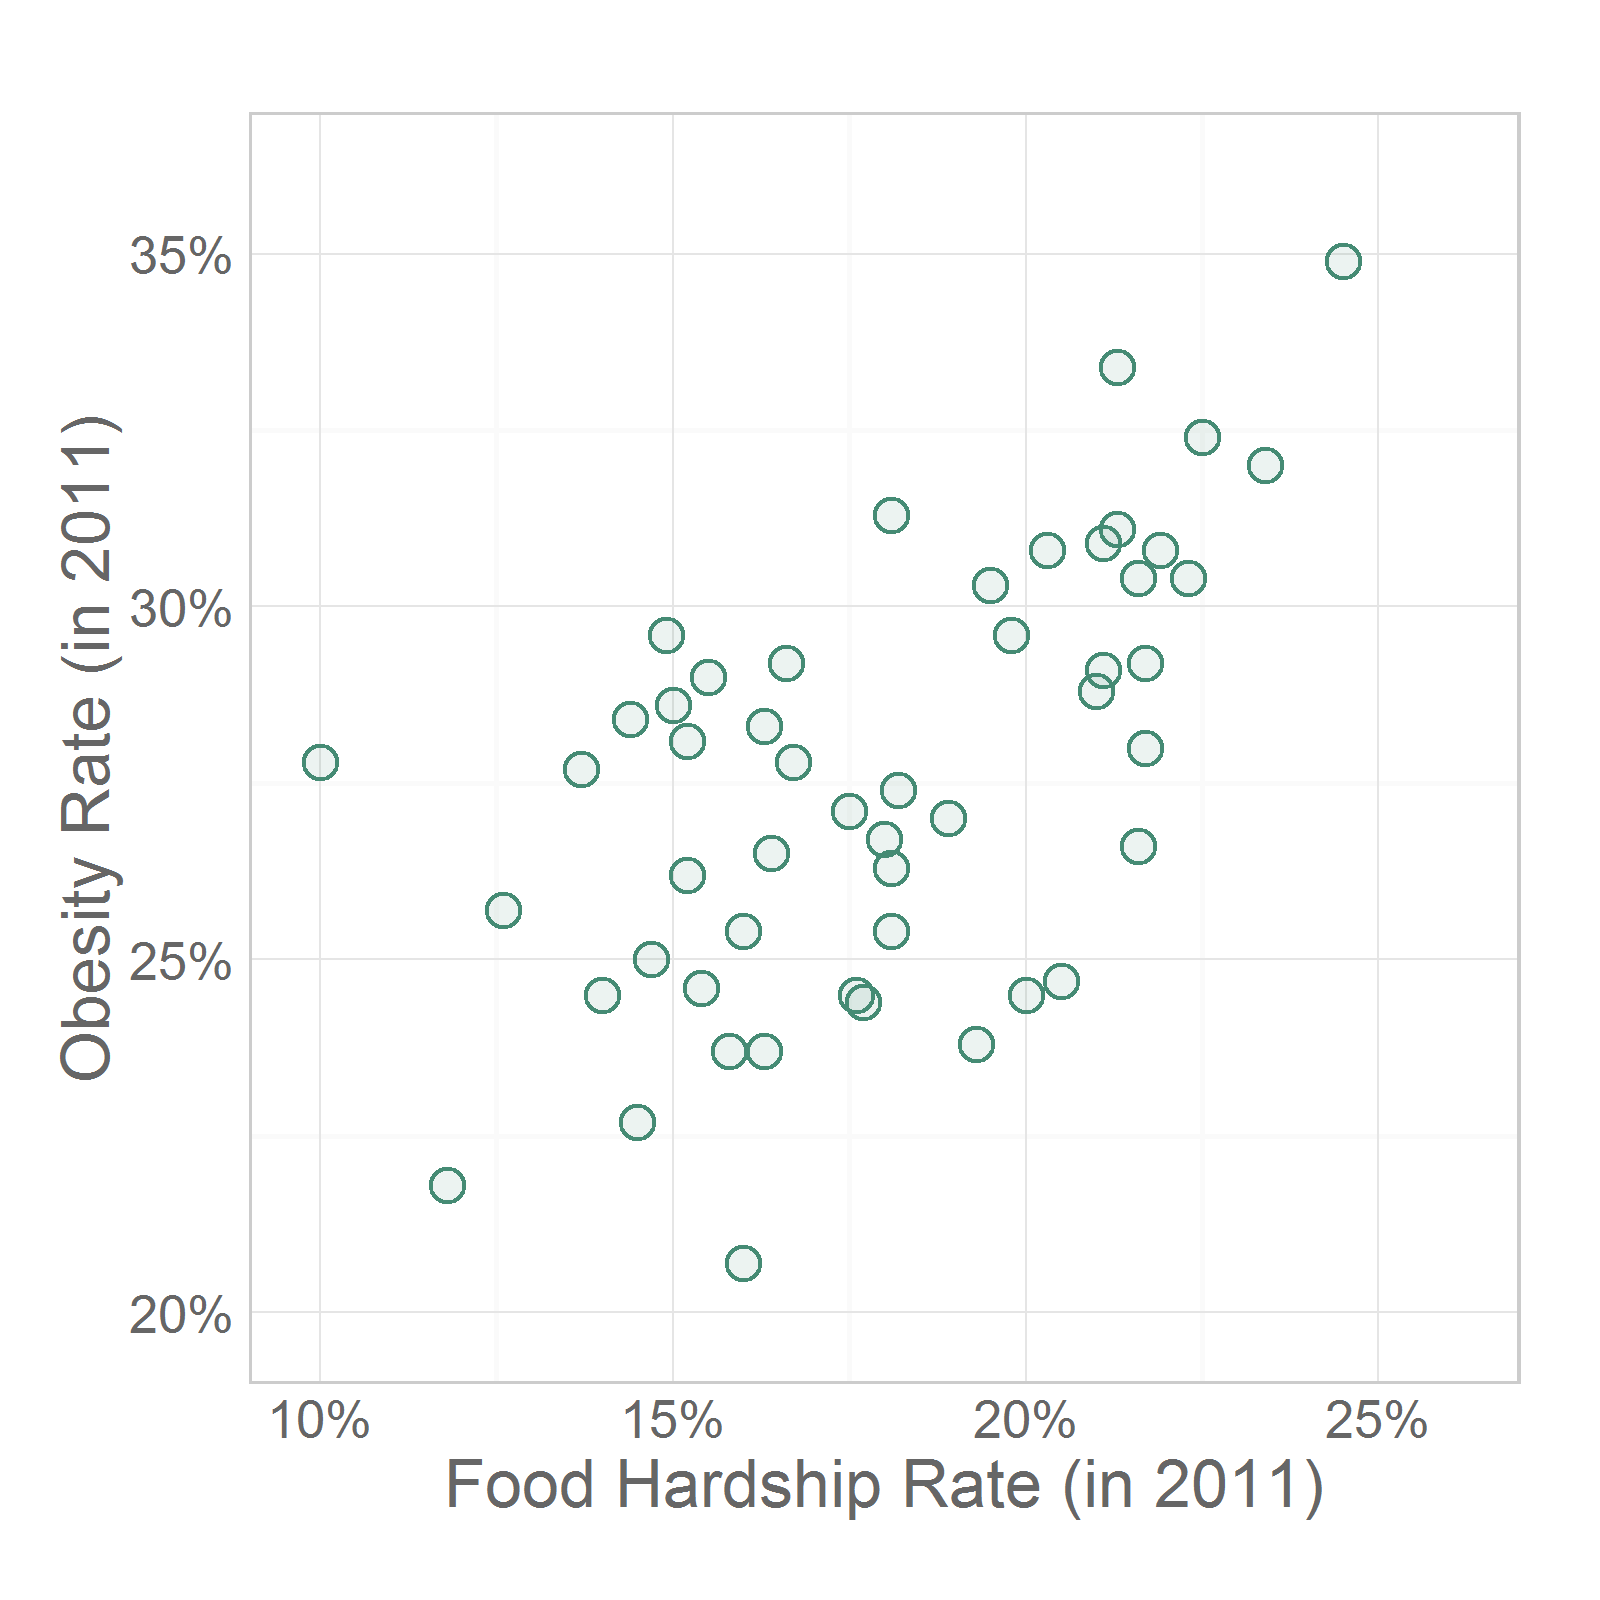 Obesity Rate (in 2011)
35%
30%
25%
20%
10% 15% 20% 25%
Food Hardship Rate (in 2011)